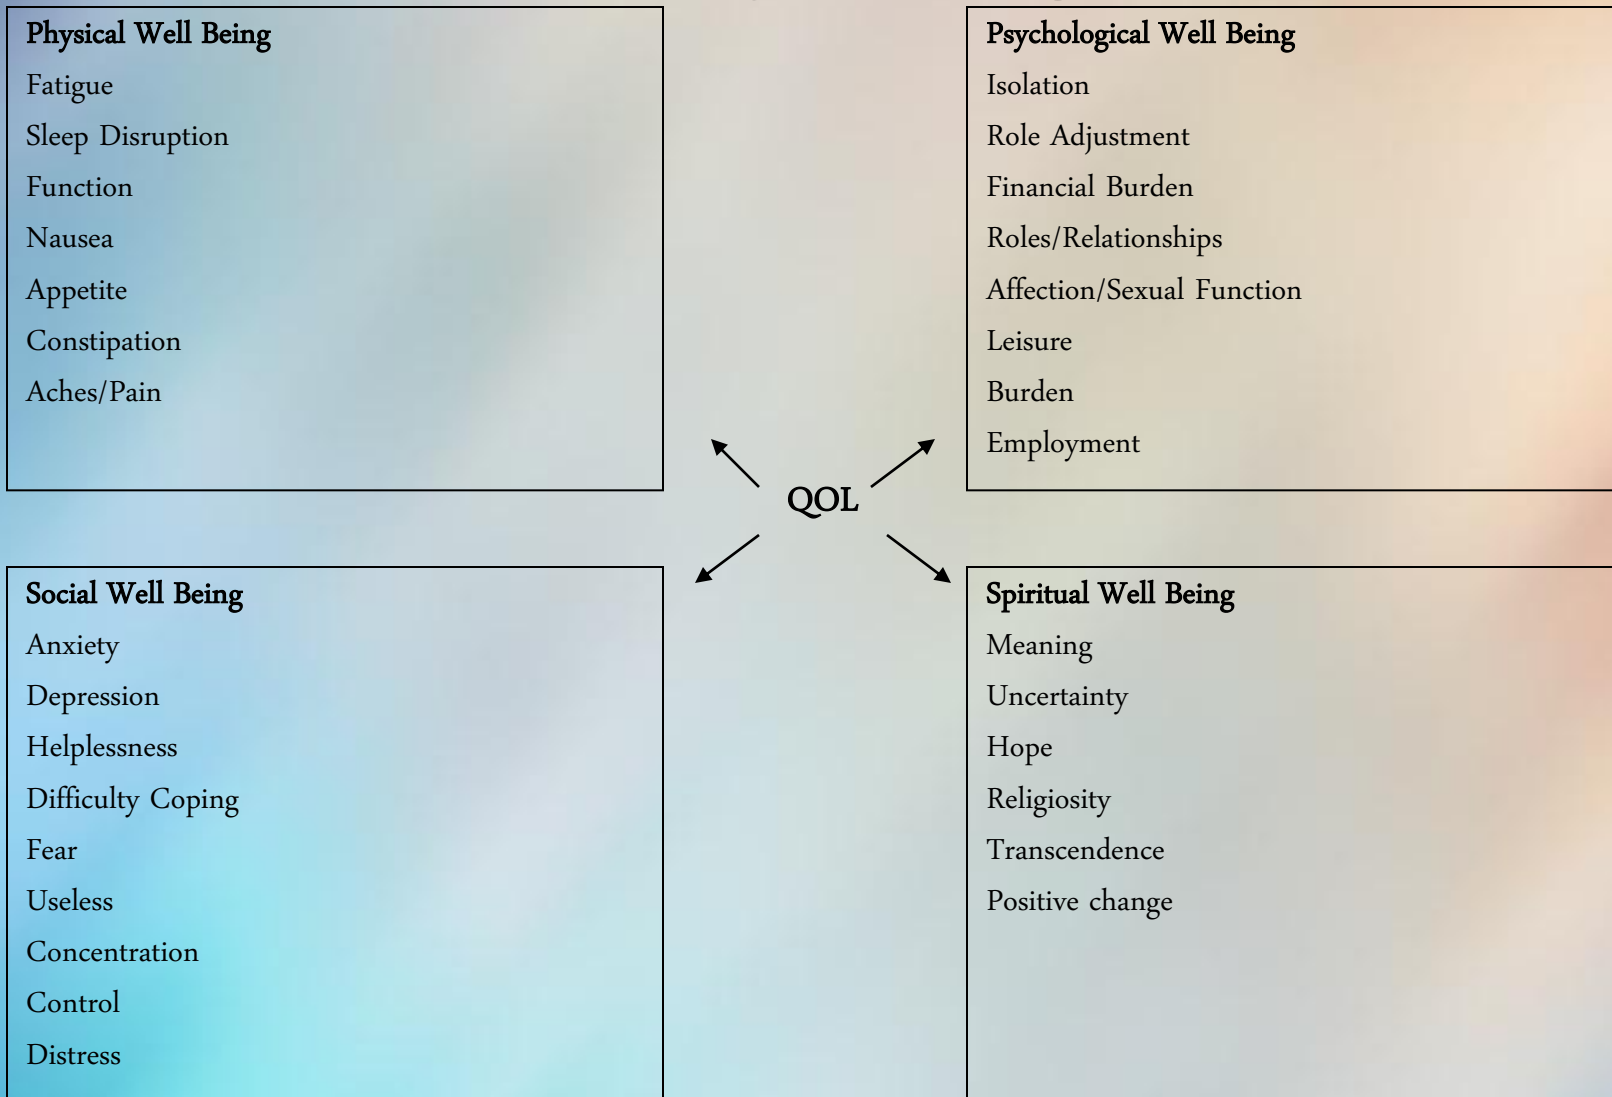 Physical Well Being
Fatigue
Sleep Disruption
Function
Nausea
Appetite
Constipation
Aches/Pain
Psychological Well Being
Isolation
Role Adjustment
Financial Burden
Roles/Relationships
Affection/Sexual Function
Leisure
Burden
Employment
QOL
Social Well Being
Anxiety
Depression
Helplessness
Difficulty Coping
Fear
Useless
Concentration
Control
Distress
Spiritual Well Being
Meaning
Uncertainty
Hope
Religiosity
Transcendence
Positive change